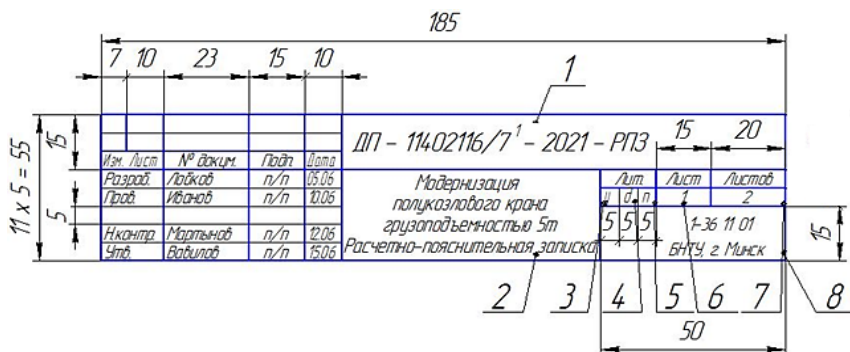 185
7 10 23 15 10
1
11 x 5 = 55
15
5
ДП - 11402116/7¹ - 2021 - РПЗ
15 20
Изм. Лист № докум. Подп. Дата
Разраб. Лобков п/п 05.06
Пров. Иванов п/п 10.06
Н.контр. Мартынов п/п 12.06
Утв. Вавилов п/п 15.06
Модернизация
полукозлового крана
грузоподъемностью 5т
Расчетно-пояснительная записка
Лит. Лист Листов
и d п 1 2
5 5 5
1-36 11 01
БНТУ, г. Минск
15
2 3 4 5 6 7 8
50